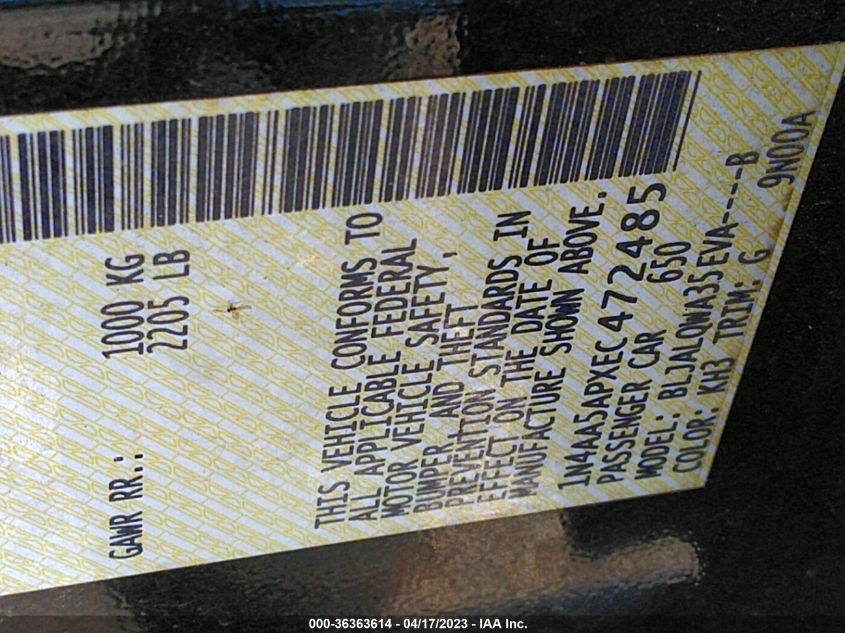 GAWR RR.: 1000 KG
2205 LB
THIS VEHICLE CONFORMS TO
ALL APPLICABLE FEDERAL
MOTOR VEHICLE SAFETY,
BUMPER, AND THEFT
PREVENTION STANDARDS IN
EFFECT ON THE DATE OF
MANUFACTURE SHOWN ABOVE.
1N4AA5APXEC472485
PASSENGER CAR 650
MODEL: BLJALQWA35EVA----B
COLOR: KH3 TRIM: G 9N00A
000-36363614 - 04/17/2023 - IAA Inc.